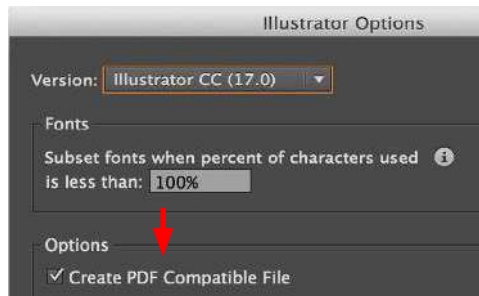 Illustrator Options
Version: Illustrator CC (17.0)
Fonts
Subset fonts when percent of characters used
is less than: 100%
Options
Create PDF Compatible File